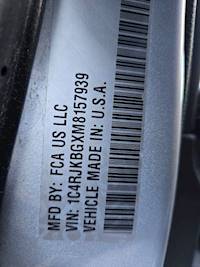 MFD BY: FCA US LLC
VIN: 1C4RJKBGXM8157939
VEHICLE MADE IN: U.S.A.